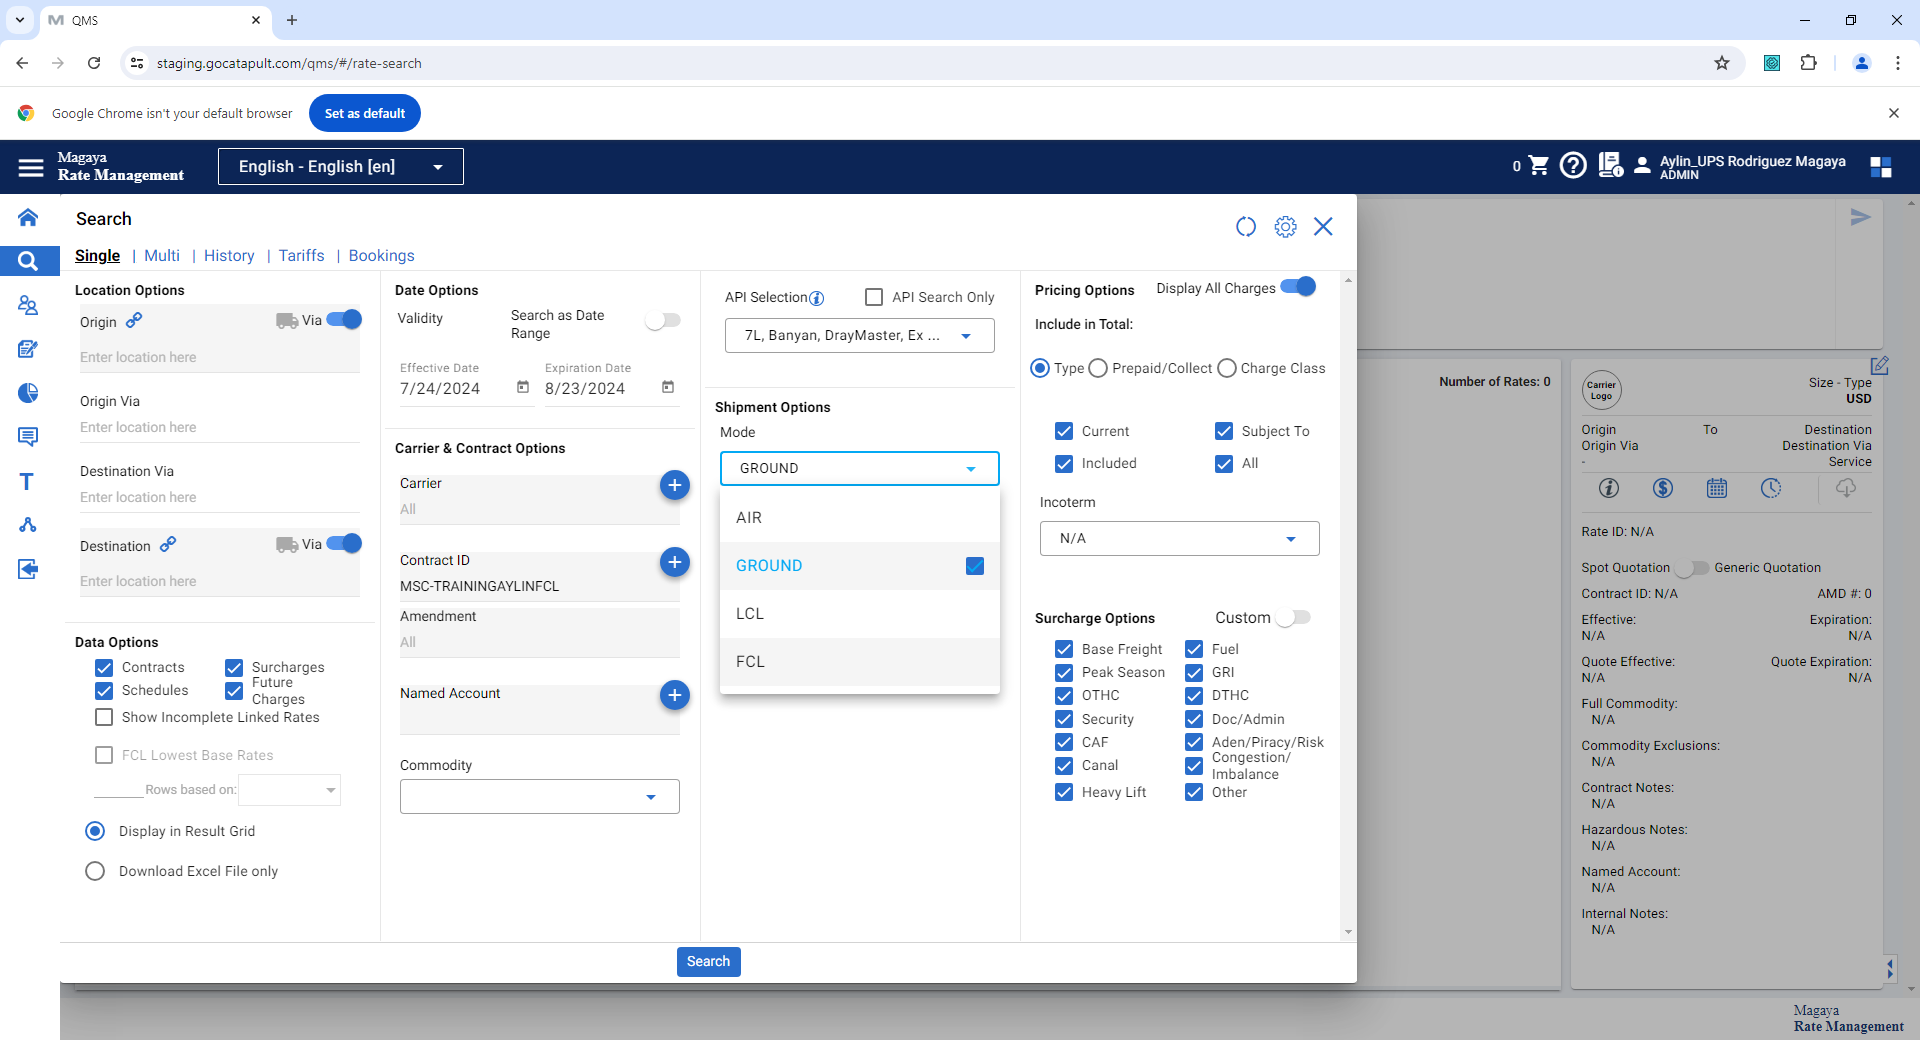 QMS
staging.gocatapult.com/qms/#/rate-search
Google Chrome isn't your default browser
Set as default
Magaya
Rate Management
English - English [en]
0
Aylin_UPS Rodriguez Magaya
ADMIN
Search
Single | Multi | History | Tariffs | Bookings
Location Options
Origin
Via
Enter location here
Origin Via
Enter location here
Destination Via
Enter location here
Destination
Via
Enter location here
Data Options
Contracts
Surcharges
Schedules
Future
Charges
Show Incomplete Linked Rates
FCL Lowest Base Rates
Rows based on:
Display in Result Grid
Download Excel File only
Date Options
Validity
Search as Date
Range
Effective Date
Expiration Date
7/24/2024
8/23/2024
Carrier & Contract Options
Carrier
All
Contract ID
MSC-TRAININGAYLINFCL
Amendment
All
Named Account
Commodity
API Selection
API Search Only
7L, Banyan, DrayMaster, Ex ...
Shipment Options
Mode
GROUND
AIR
GROUND
LCL
FCL
Pricing Options
Display All Charges
Include in Total:
Type
Prepaid/Collect
Charge Class
Current
Subject To
Included
All
Incoterm
N/A
Surcharge Options
Custom
Base Freight
Fuel
Peak Season
GRI
OTHC
DTHC
Security
Doc/Admin
CAF
Aden/Piracy/Risk
Canal
Congestion/
Imbalance
Heavy Lift
Other
Search
Number of Rates: 0
Carrier
Logo
Size - Type
USD
Origin
To
Destination
Origin Via
Destination Via
-
Service
Rate ID: N/A
Spot Quotation
Generic Quotation
Contract ID: N/A
AMD #: 0
Effective:
Expiration:
N/A
N/A
Quote Effective:
Quote Expiration:
N/A
N/A
Full Commodity:
N/A
Commodity Exclusions:
N/A
Contract Notes:
N/A
Hazardous Notes:
N/A
Named Account:
N/A
Internal Notes:
N/A
Magaya
Rate Management